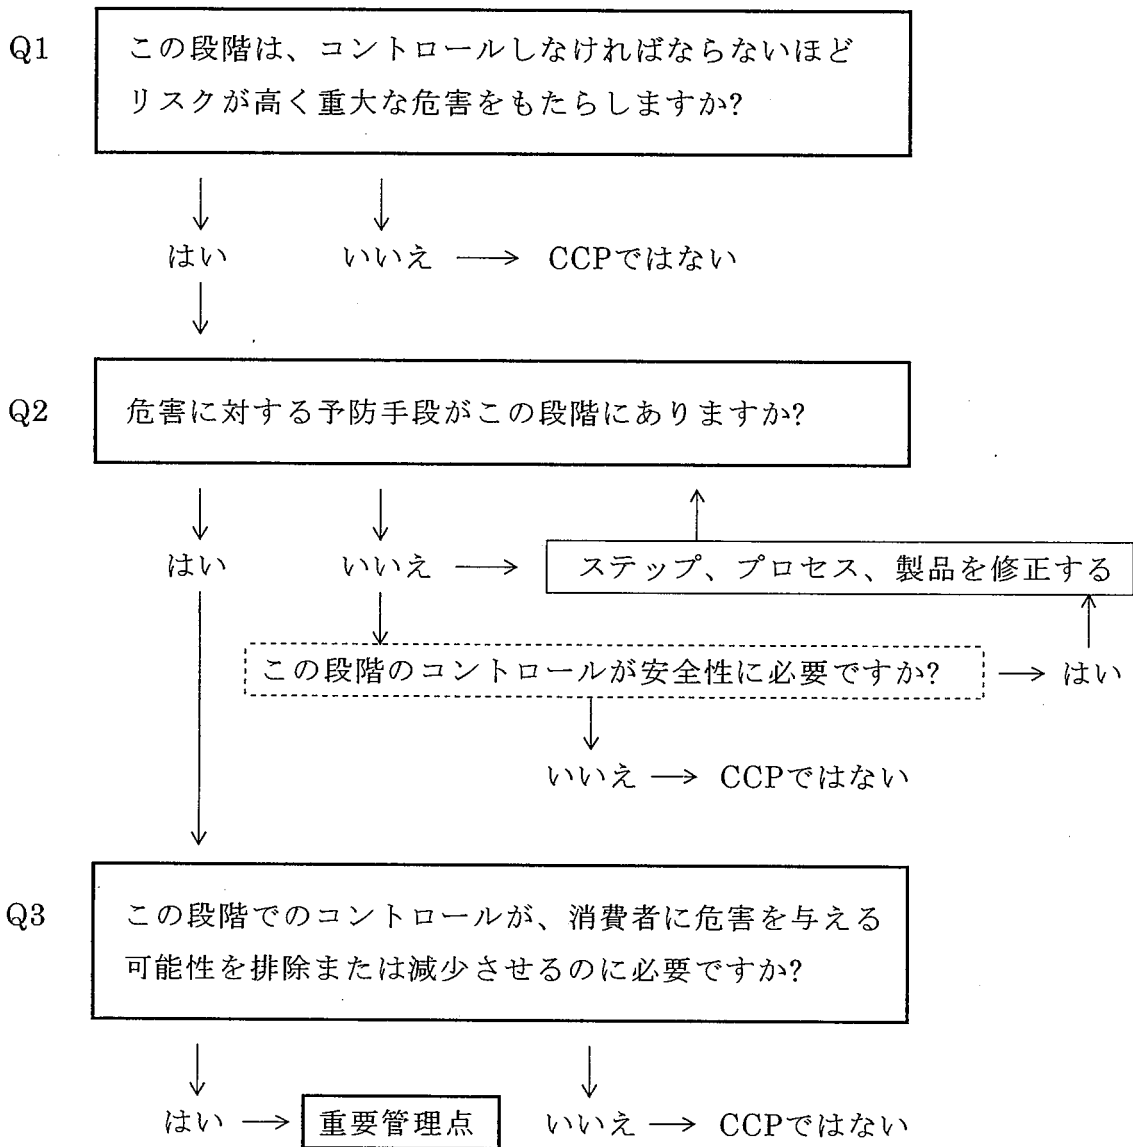 Q1
この段階は、コントロールしなければならないほど
リスクが高く重大な危害をもたらしますか?
はい いいえ → CCPではない
Q2
危害に対する予防手段がこの段階にありますか?
はい いいえ → ステップ、プロセス、製品を修正する
この段階のコントロールが安全性に必要ですか? → はい
いいえ → CCPではない
Q3
この段階でのコントロールが、消費者に危害を与える
可能性を排除または減少させるのに必要ですか?
はい → 重要管理点 いいえ → CCPではない